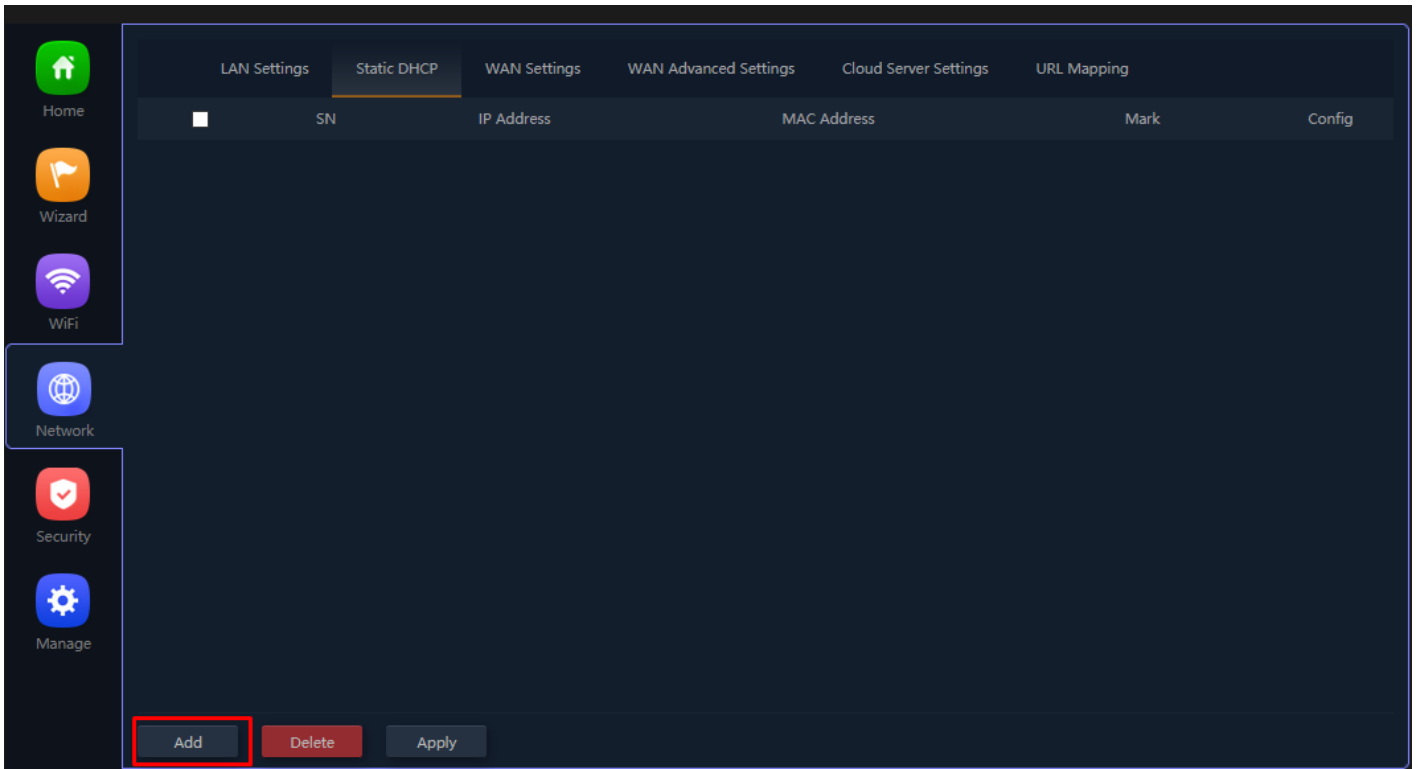 LAN Settings Static DHCP WAN Settings WAN Advanced Settings Cloud Server Settings URL Mapping
SN IP Address MAC Address Mark Config
Home
Wizard
WiFi
Network
Security
Manage
Add Delete Apply